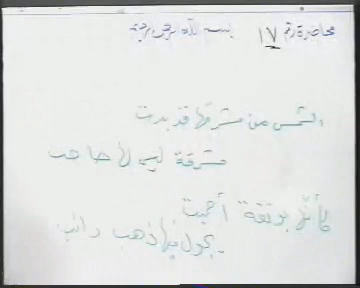 محاضرة رقم ١٧ بسم الله الرحمن الرحيم
الشمس من مشرقها قد بدت
مشرقة ليس لها حاجب
كأنها بوتقة أحميت
يجول فيها ذهب ذائب